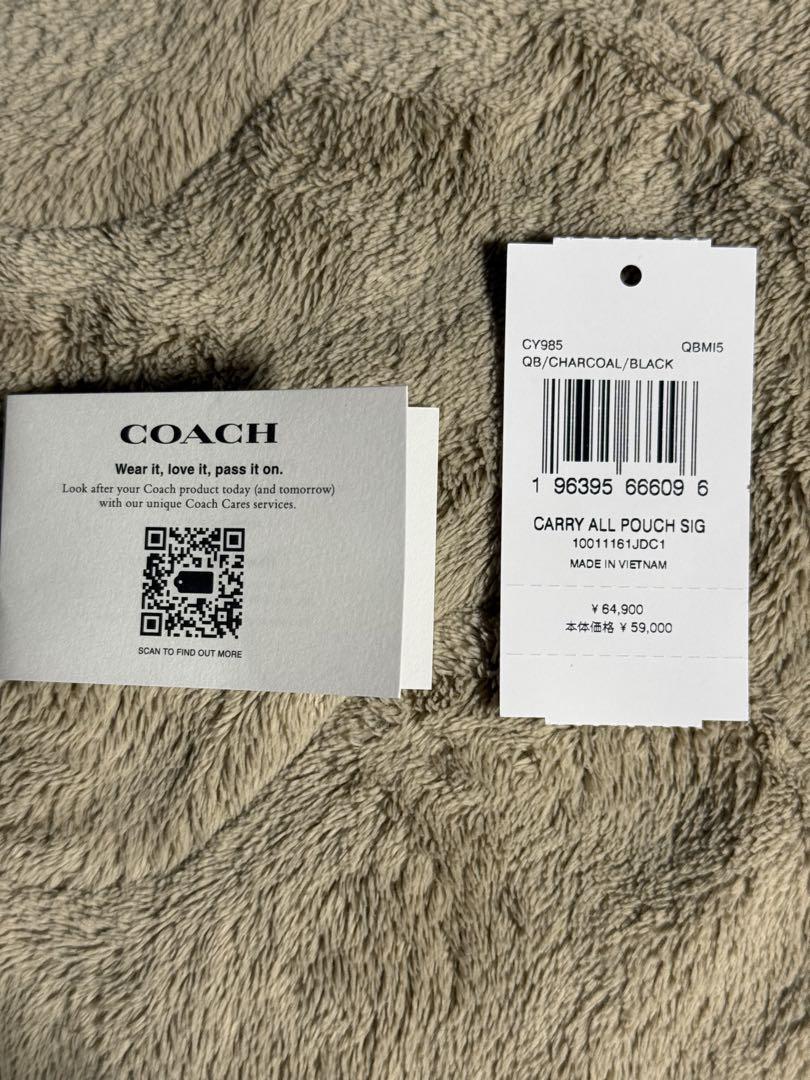 COACH
Wear it, love it, pass it on.
Look after your Coach product today (and tomorrow)
with our unique Coach Cares services.
SCAN TO FIND OUT MORE
CY985 QBMI5
QB/CHARCOAL/BLACK
1 96395 66609 6
CARRY ALL POUCH SIG
10011161JDC1
MADE IN VIETNAM
¥ 64,900
本体価格 ¥ 59,000